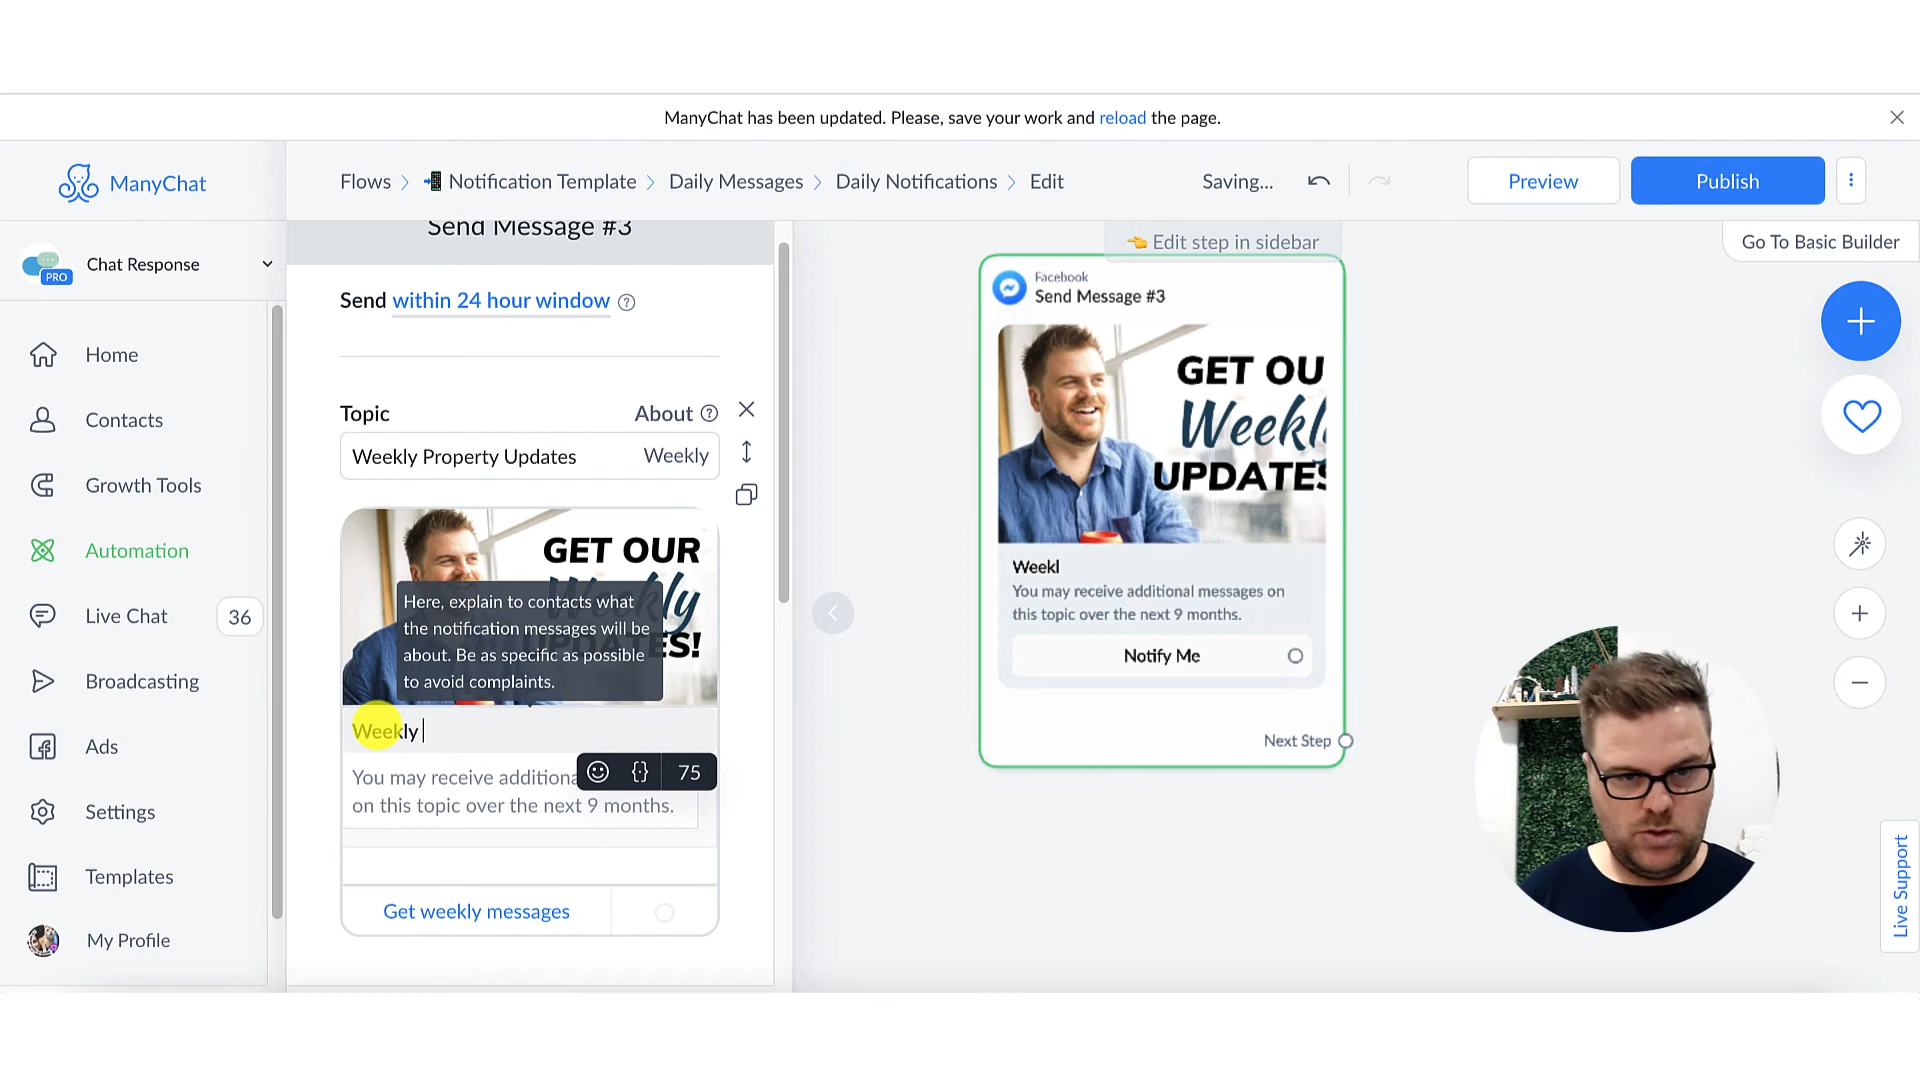 ManyChat has been updated. Please, save your work and reload the page.
ManyChat
Flows
Notification Template
Daily Messages
Daily Notifications
Edit
Saving...
Preview
Publish
Chat Response
PRO
Home
Contacts
Growth Tools
Automation
Live Chat
36
Broadcasting
Ads
Settings
Templates
My Profile
Send Message #3
Send within 24 hour window
Topic
About
Weekly Property Updates
Weekly
GET OUR
Here, explain to contacts what
the notification messages will be
about. Be as specific as possible
to avoid complaints.
Weekly
You may receive additiona
75
on this topic over the next 9 months.
Get weekly messages
Edit step in sidebar
Go To Basic Builder
Facebook
Send Message #3
GET OU
Weekl
UPDATES
Weekl
You may receive additional messages on
this topic over the next 9 months.
Notify Me
Next Step
Live Support